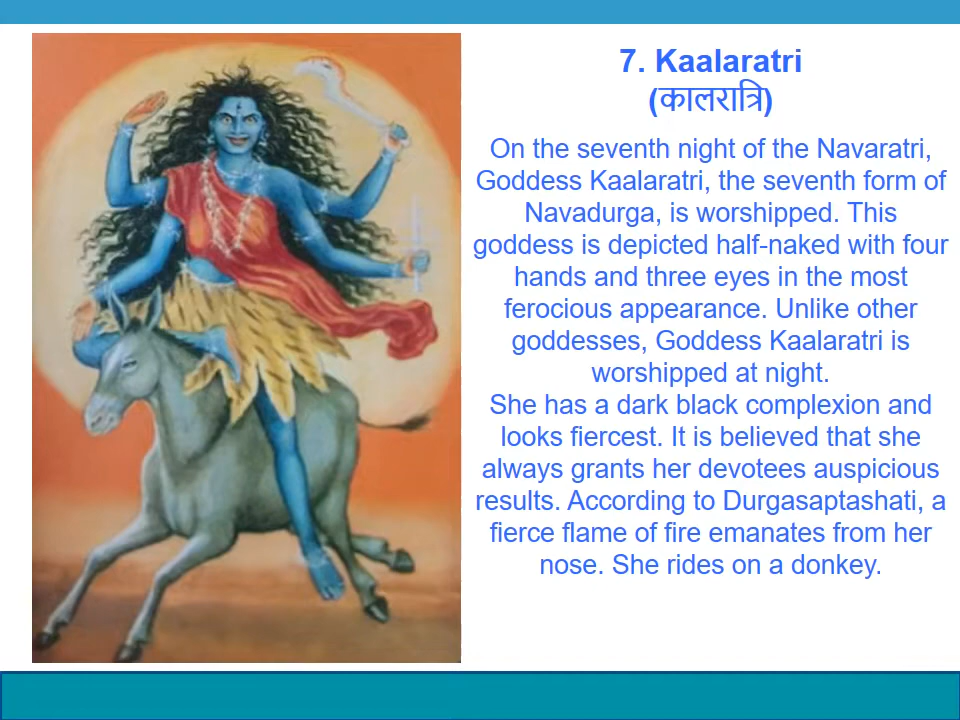 7. Kaalaratri
(कालरात्रि)
On the seventh night of the Navaratri,
Goddess Kaalaratri, the seventh form of
Navadurga, is worshipped. This
goddess is depicted half-naked with four
hands and three eyes in the most
ferocious appearance. Unlike other
goddesses, Goddess Kaalaratri is
worshipped at night.
She has a dark black complexion and
looks fiercest. It is believed that she
always grants her devotees auspicious
results. According to Durgasaptashati, a
fierce flame of fire emanates from her
nose. She rides on a donkey.